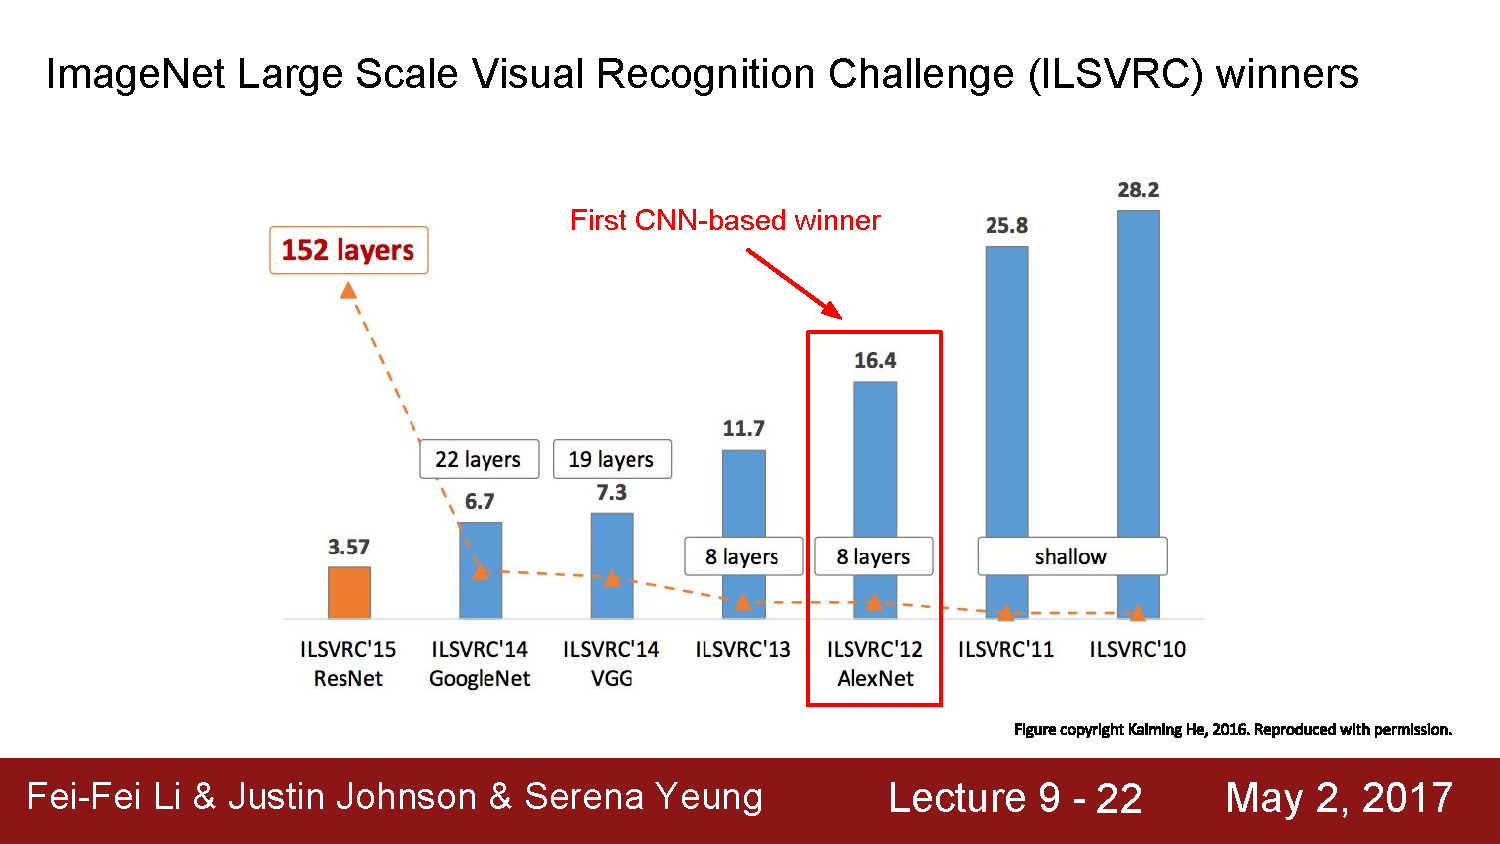 ImageNet Large Scale Visual Recognition Challenge (ILSVRC) winners
28.2
First CNN-based winner
25.8
152 layers
16.4
11.7
22 layers
19 layers
6.7
7.3
3.57
8 layers
8 layers
shallow
ILSVRC'15
ResNet
ILSVRC'14
GoogleNet
ILSVRC'14
VGG
ILSVRC'13
ILSVRC'12
AlexNet
ILSVRC'11
ILSVRC'10
Figure copyright Kaiming He, 2016. Reproduced with permission.
Fei-Fei Li & Justin Johnson & Serena Yeung
Lecture 9 - 22
May 2, 2017